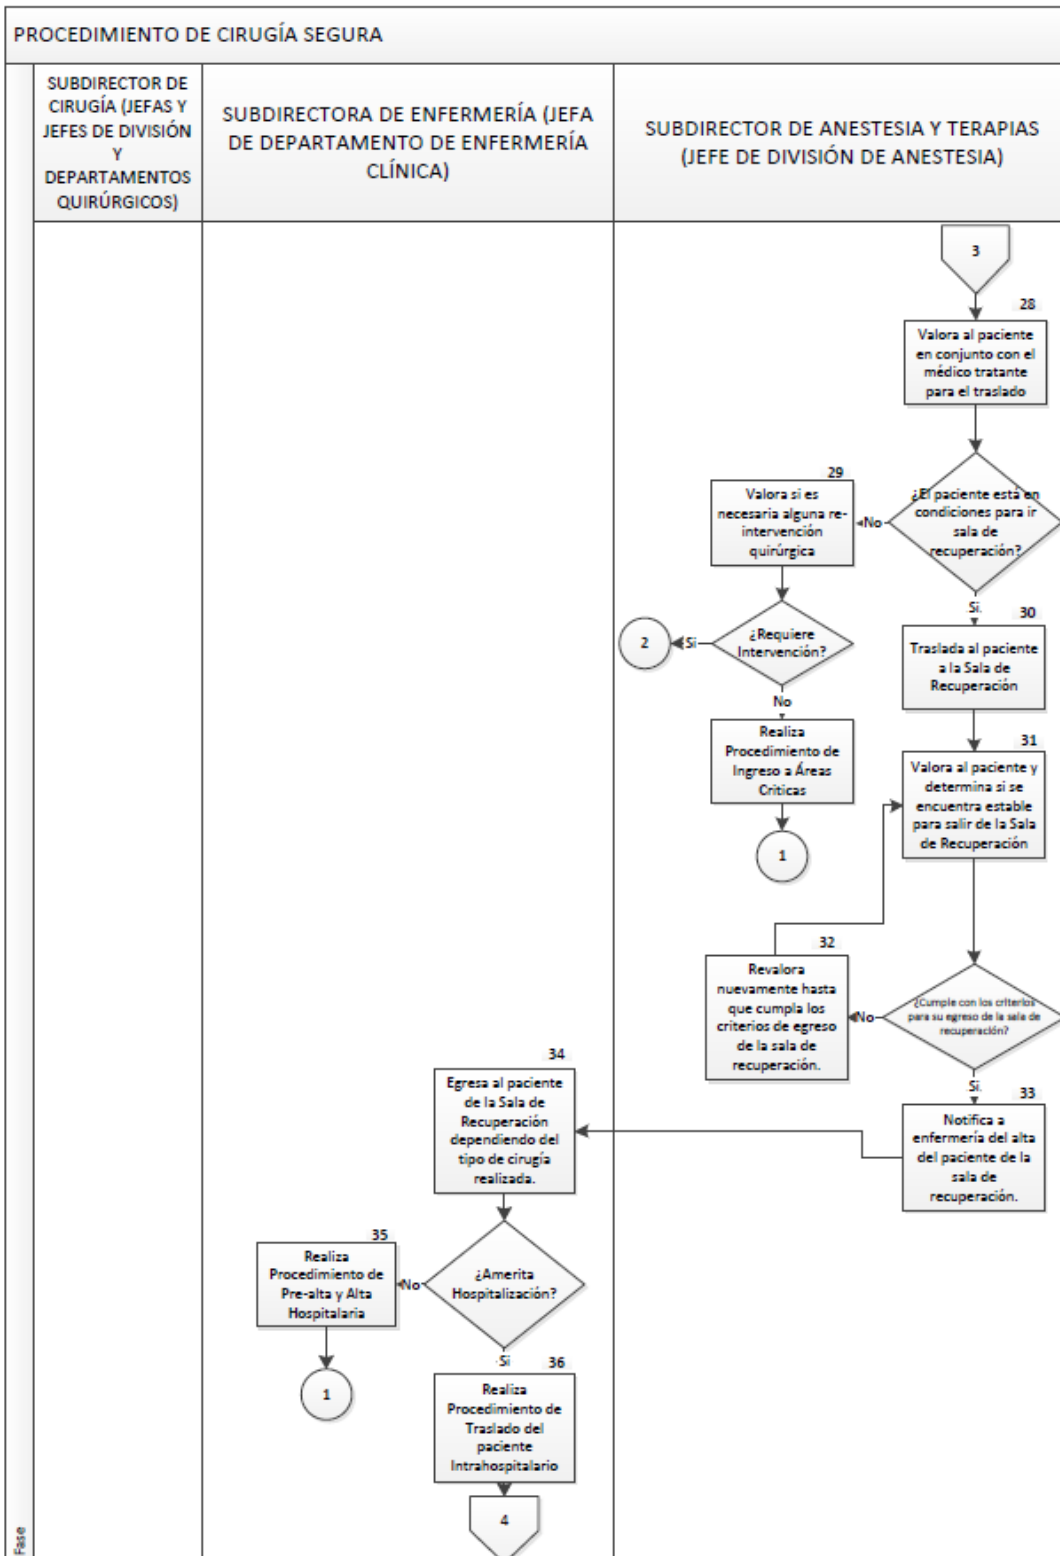 PROCEDIMIENTO DE CIRUGÍA SEGURA
SUBDIRECTOR DE
CIRUGÍA (JEFAS Y
JEFES DE DIVISIÓN
Y
DEPARTAMENTOS
QUIRÚRGICOS)
SUBDIRECTORA DE ENFERMERÍA (JEFA
DE DEPARTAMENTO DE ENFERMERÍA
CLÍNICA)
SUBDIRECTOR DE ANESTESIA Y TERAPIAS
(JEFE DE DIVISIÓN DE ANESTESIA)
3
28
Valora al paciente
en conjunto con el
médico tratante
para el traslado
¿El paciente está en
condiciones para ir
sala de
recuperación?
No
29
Valora si es
necesaria alguna re-
intervención
quirúrgica
¿Requiere
Intervención?
Si
2
No
Realiza
Procedimiento de
Ingreso a Áreas
Criticas
1
Si.
30
Traslada al paciente
a la Sala de
Recuperación
31
Valora al paciente y
determina si se
encuentra estable
para salir de la Sala
de Recuperación
¿Cumple con los criterios
para su egreso de la sala de
recuperación?
No
32
Revalora
nuevamente hasta
que cumpla los
criterios de egreso
de la sala de
recuperación.
Si.
33
Notifica a
enfermería del alta
del paciente de la
sala de
recuperación.
34
Egresa al paciente
de la Sala de
Recuperación
dependiendo del
tipo de cirugía
realizada.
¿Amerita
Hospitalización?
No
35
Realiza
Procedimiento de
Pre-alta y Alta
Hospitalaria
1
Si
36
Realiza
Procedimiento de
Traslado del
paciente
Intrahospitalario
4
Fase